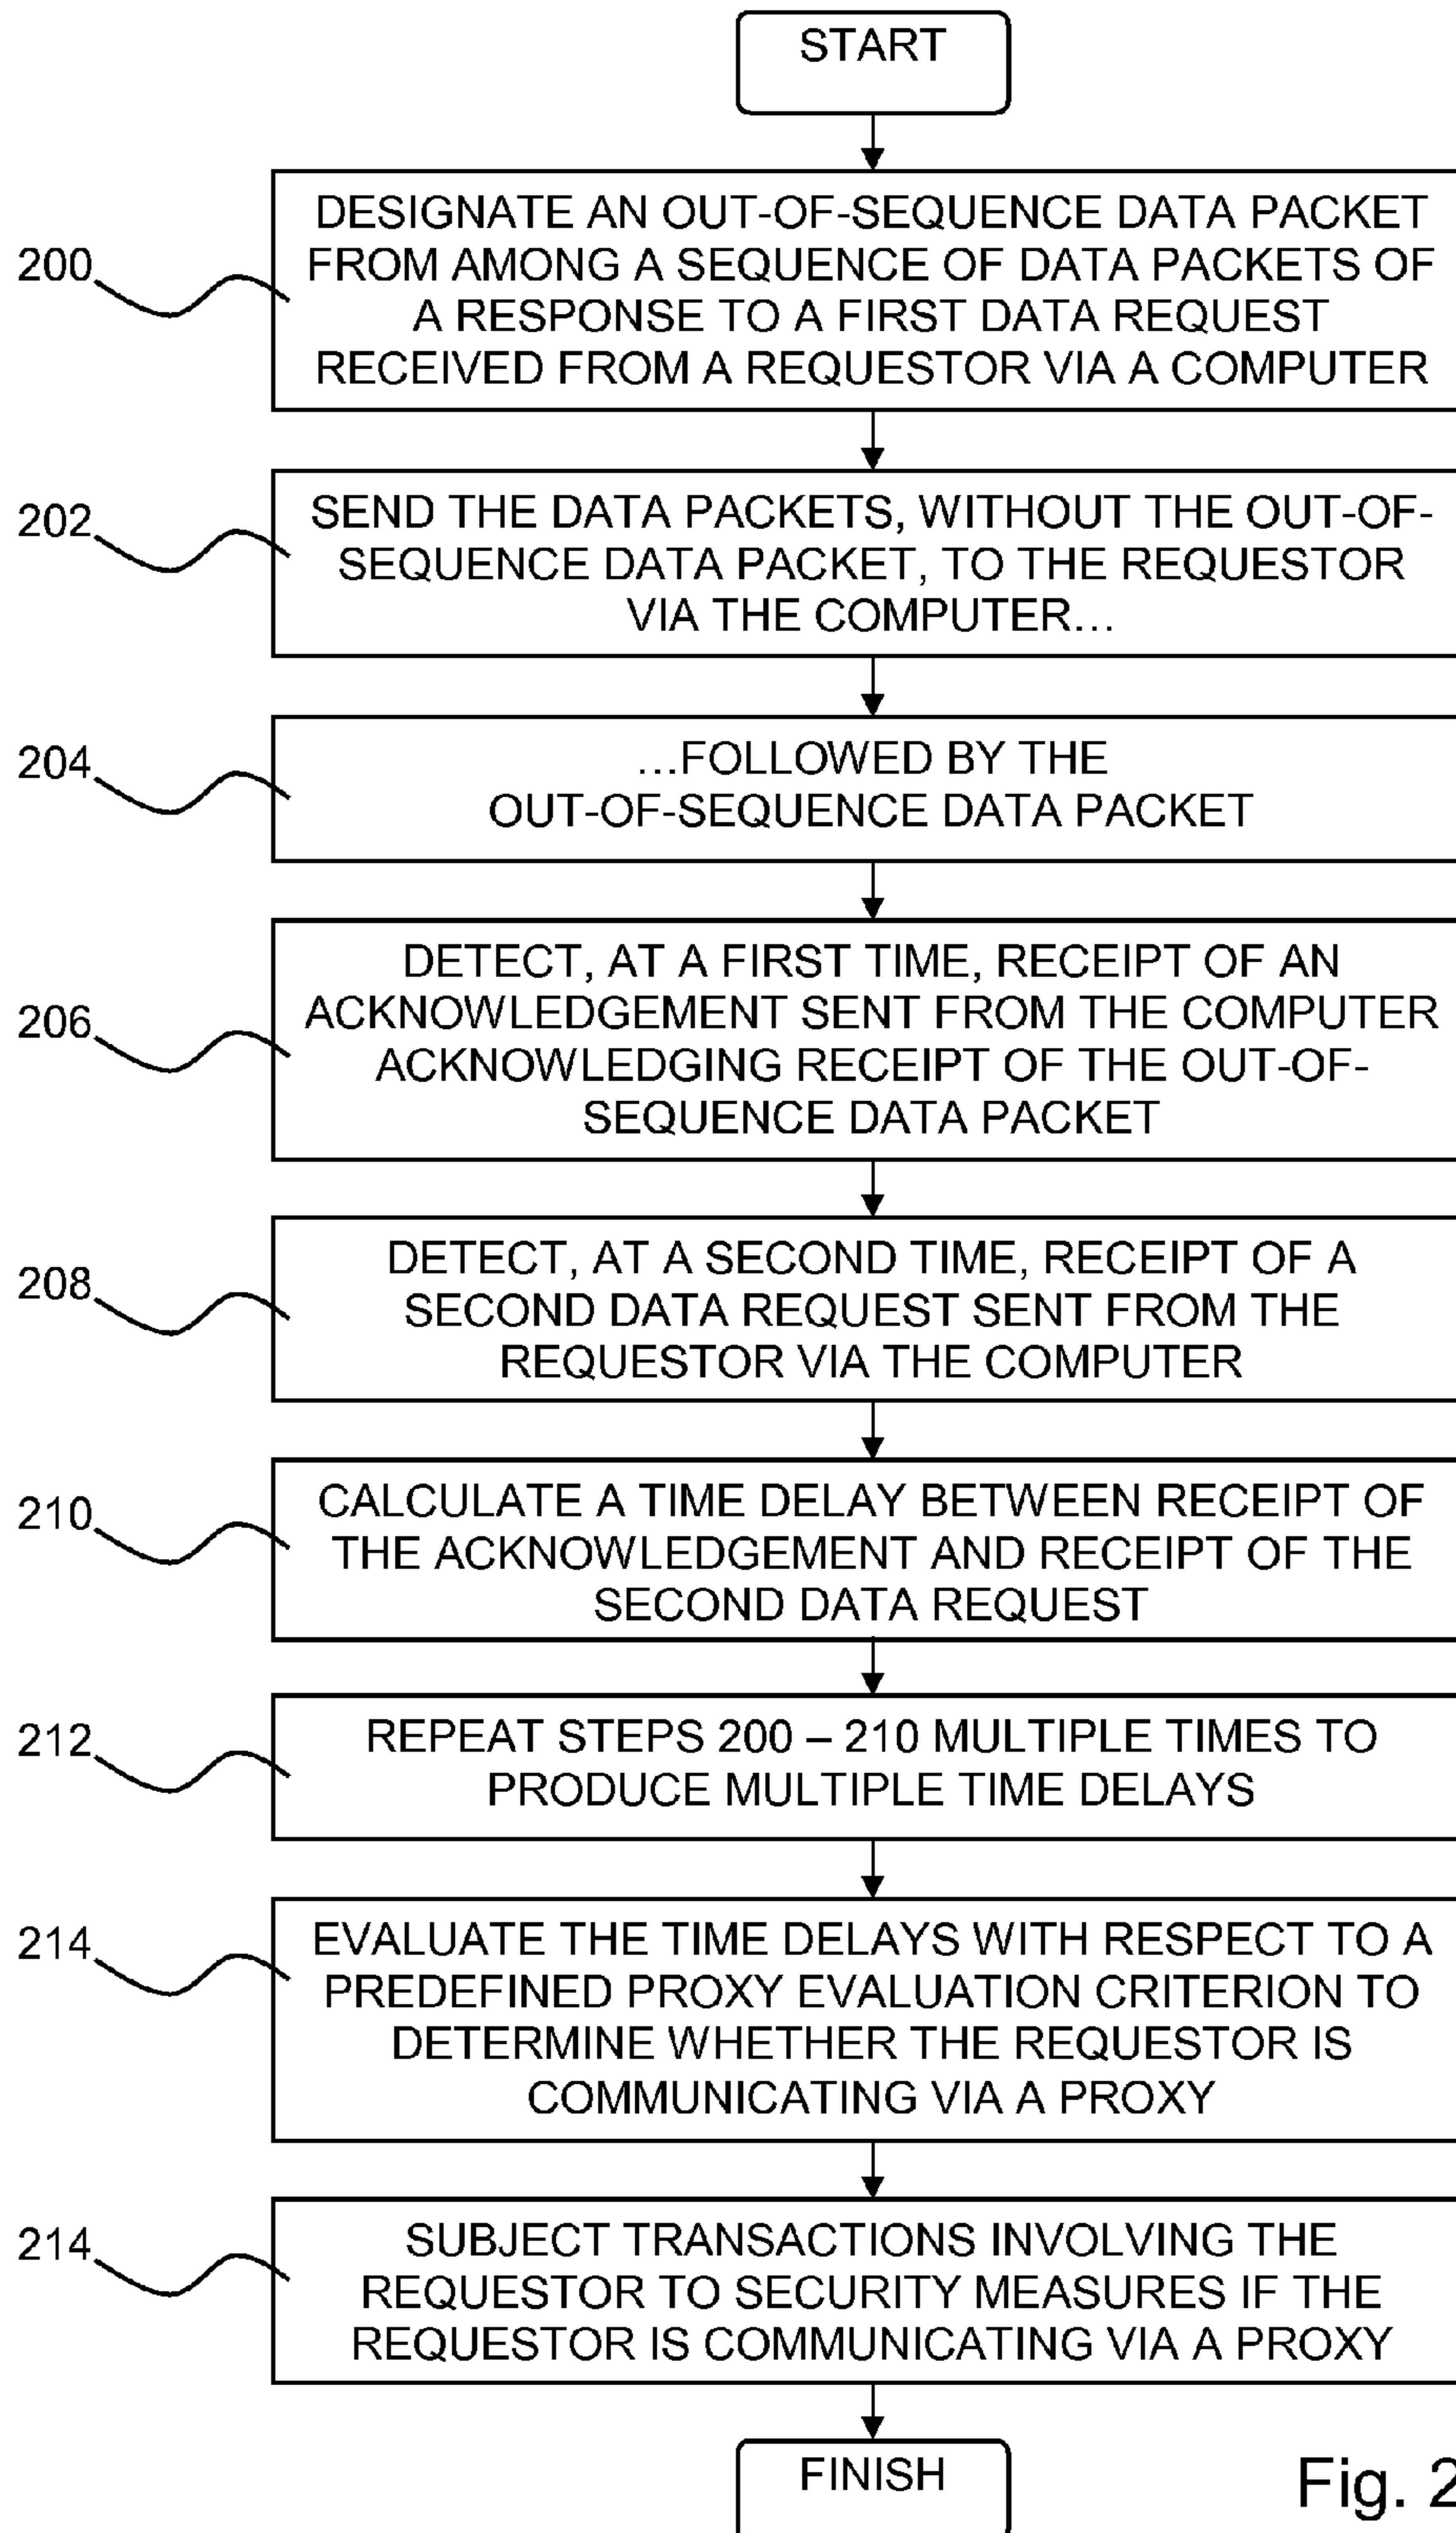 START
200
DESIGNATE AN OUT-OF-SEQUENCE DATA PACKET
FROM AMONG A SEQUENCE OF DATA PACKETS OF
A RESPONSE TO A FIRST DATA REQUEST
RECEIVED FROM A REQUESTOR VIA A COMPUTER
202
SEND THE DATA PACKETS, WITHOUT THE OUT-OF-
SEQUENCE DATA PACKET, TO THE REQUESTOR
VIA THE COMPUTER…
204
…FOLLOWED BY THE
OUT-OF-SEQUENCE DATA PACKET
206
DETECT, AT A FIRST TIME, RECEIPT OF AN
ACKNOWLEDGEMENT SENT FROM THE COMPUTER
ACKNOWLEDGING RECEIPT OF THE OUT-OF-
SEQUENCE DATA PACKET
208
DETECT, AT A SECOND TIME, RECEIPT OF A
SECOND DATA REQUEST SENT FROM THE
REQUESTOR VIA THE COMPUTER
210
CALCULATE A TIME DELAY BETWEEN RECEIPT OF
THE ACKNOWLEDGEMENT AND RECEIPT OF THE
SECOND DATA REQUEST
212
REPEAT STEPS 200 – 210 MULTIPLE TIMES TO
PRODUCE MULTIPLE TIME DELAYS
214
EVALUATE THE TIME DELAYS WITH RESPECT TO A
PREDEFINED PROXY EVALUATION CRITERION TO
DETERMINE WHETHER THE REQUESTOR IS
COMMUNICATING VIA A PROXY
214
SUBJECT TRANSACTIONS INVOLVING THE
REQUESTOR TO SECURITY MEASURES IF THE
REQUESTOR IS COMMUNICATING VIA A PROXY
FINISH
Fig. 2